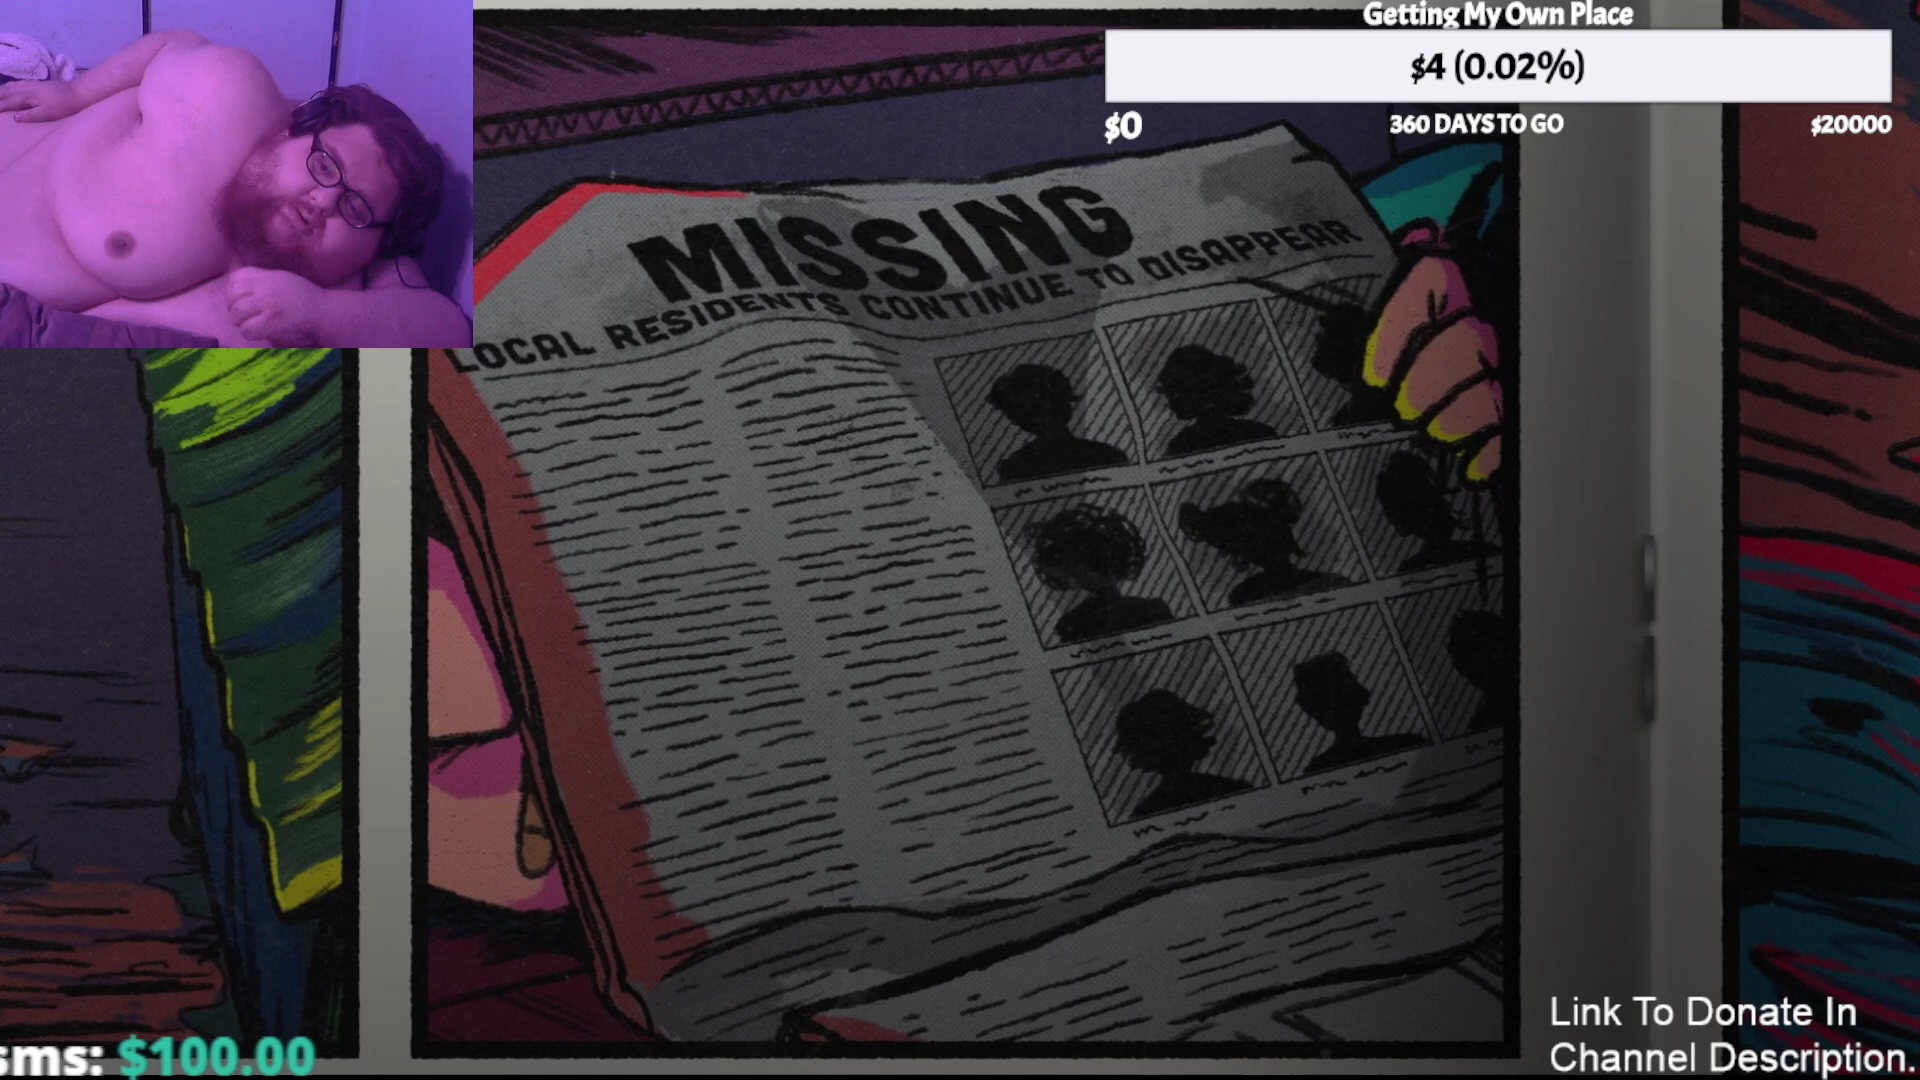 Getting My Own Place
$4 (0.02%)
$0
360 DAYS TO GO
$20000
MISSING
LOCAL RESIDENTS CONTINUE TO DISAPPEAR
sms: $100.00
Link To Donate In
Channel Description.